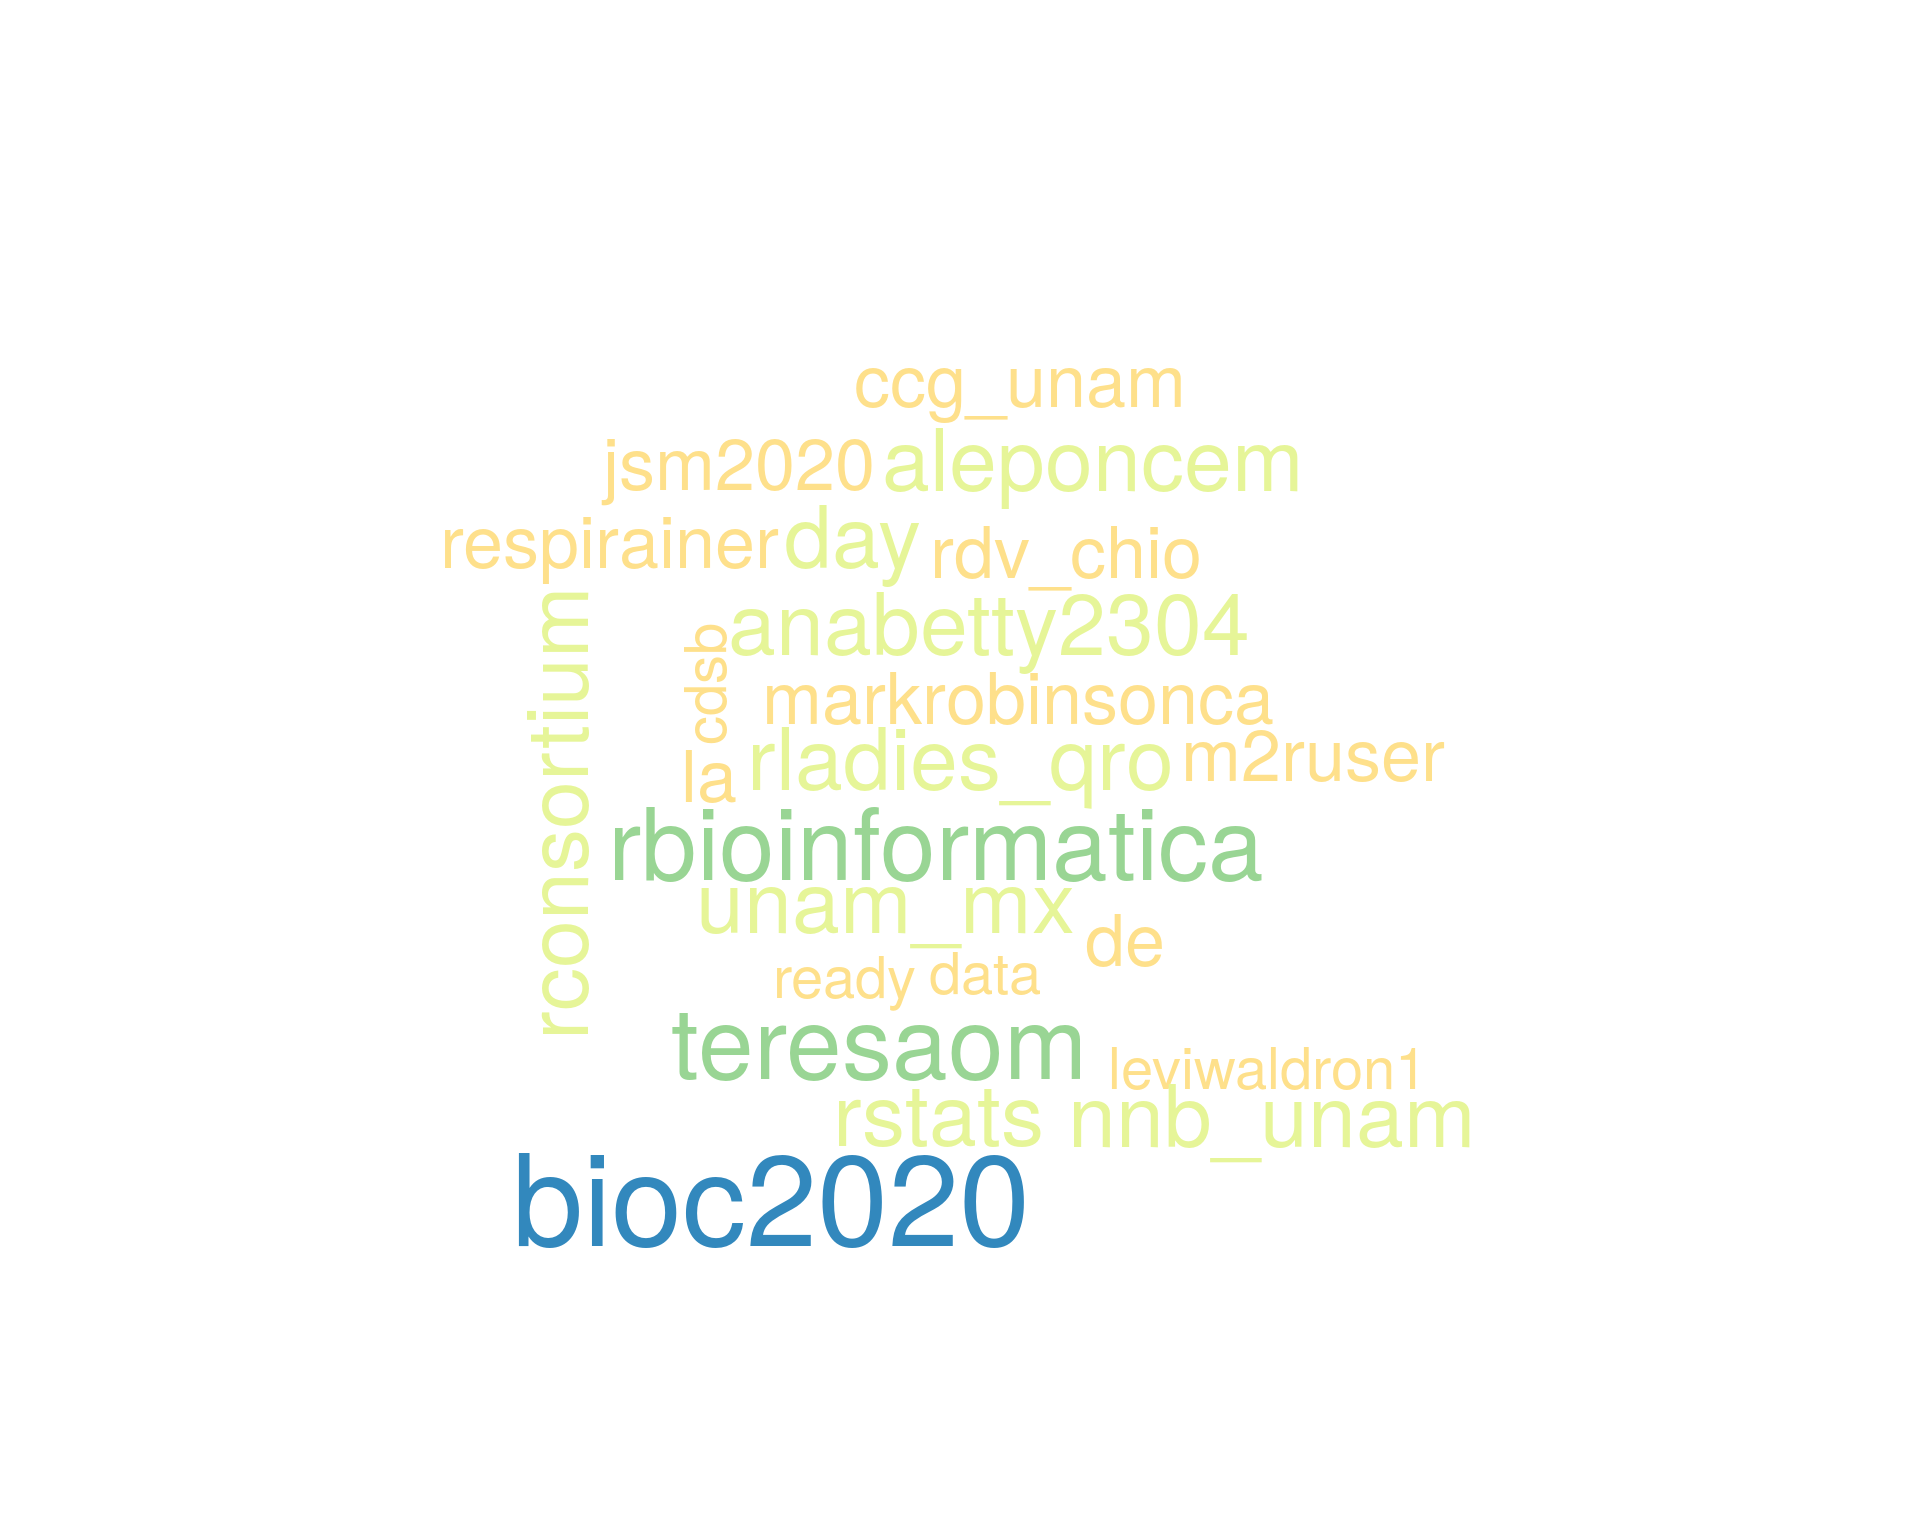 ccg_unam
jsm2020 aleponcem
respirainer day rdv_chio
rconsortium
cdsb
anabetty2304
markrobinsonca
la rladies_qro m2ruser
rbioinformatica
unam_mx de
ready data
teresaom
leviwaldron1
rstats nnb_unam
bioc2020